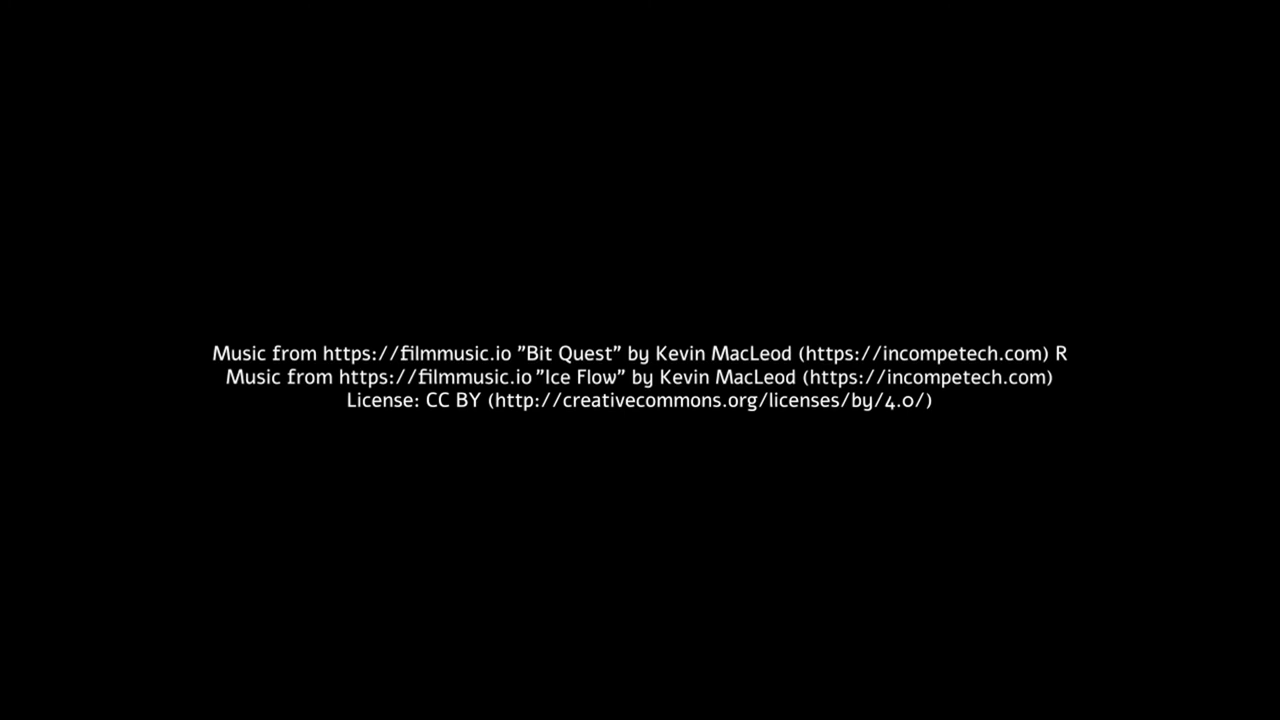 Music from https://filmmusic.io "Bit Quest" by Kevin MacLeod (https://incompetech.com) R
Music from https://filmmusic.io "Ice Flow" by Kevin MacLeod (https://incompetech.com)
License: CC BY (http://creativecommons.org/licenses/by/4.0/)